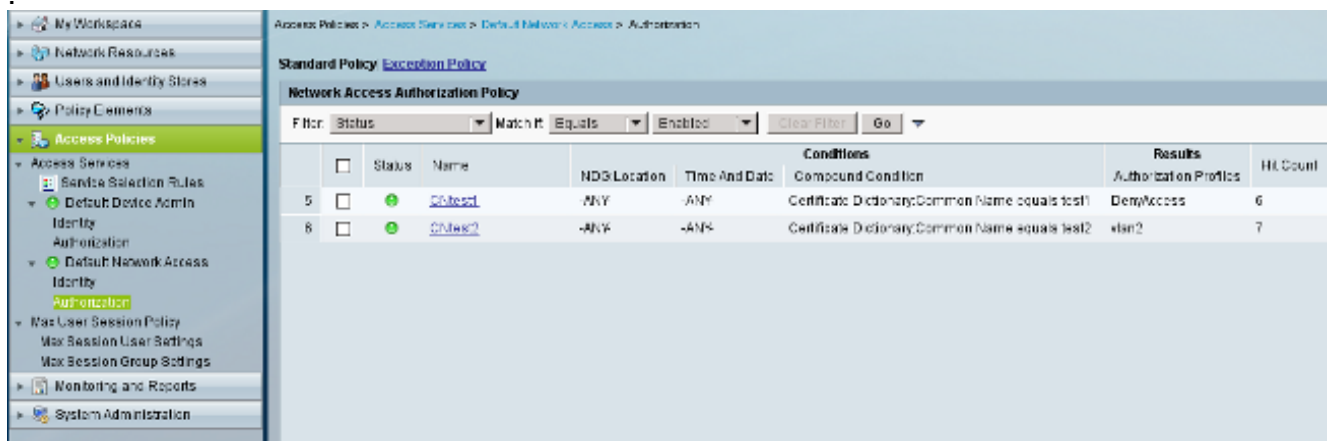 .
My Workspace
Network Resources
Users and Identity Stores
Policy Elements
Access Policies
Access Services
Service Selection Rules
Default Device Admin
Identity
Authorization
Default Network Access
Identity
Authorization
Max User Session Policy
Max Session User Settings
Max Session Group Settings
Monitoring and Reports
System Administration
Access Policies > Access Services > Default Network Access > Authorization
Standard Policy Exception Policy
Network Access Authorization Policy
Filter: Status Match if: Equals Enabled Clear Filter Go
Conditions Results
Status Name NDG:Location Time And Date Compound Condition Authorization Profiles Hit Count
5 CNtest1 -ANY- -ANY- Certificate Dictionary:Common Name equals test1 DenyAccess 6
6 CNtest2 -ANY- -ANY- Certificate Dictionary:Common Name equals test2 vlan2 7